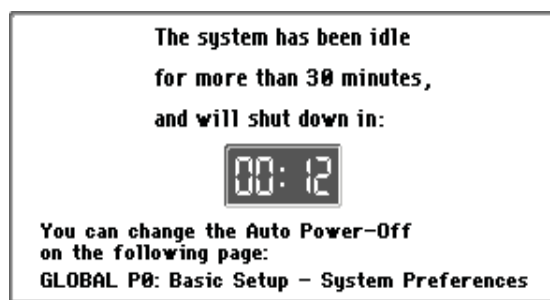 The system has been idle
for more than 30 minutes,
and will shut down in:
00:12
You can change the Auto Power-Off
on the following page:
GLOBAL P0: Basic Setup - System Preferences